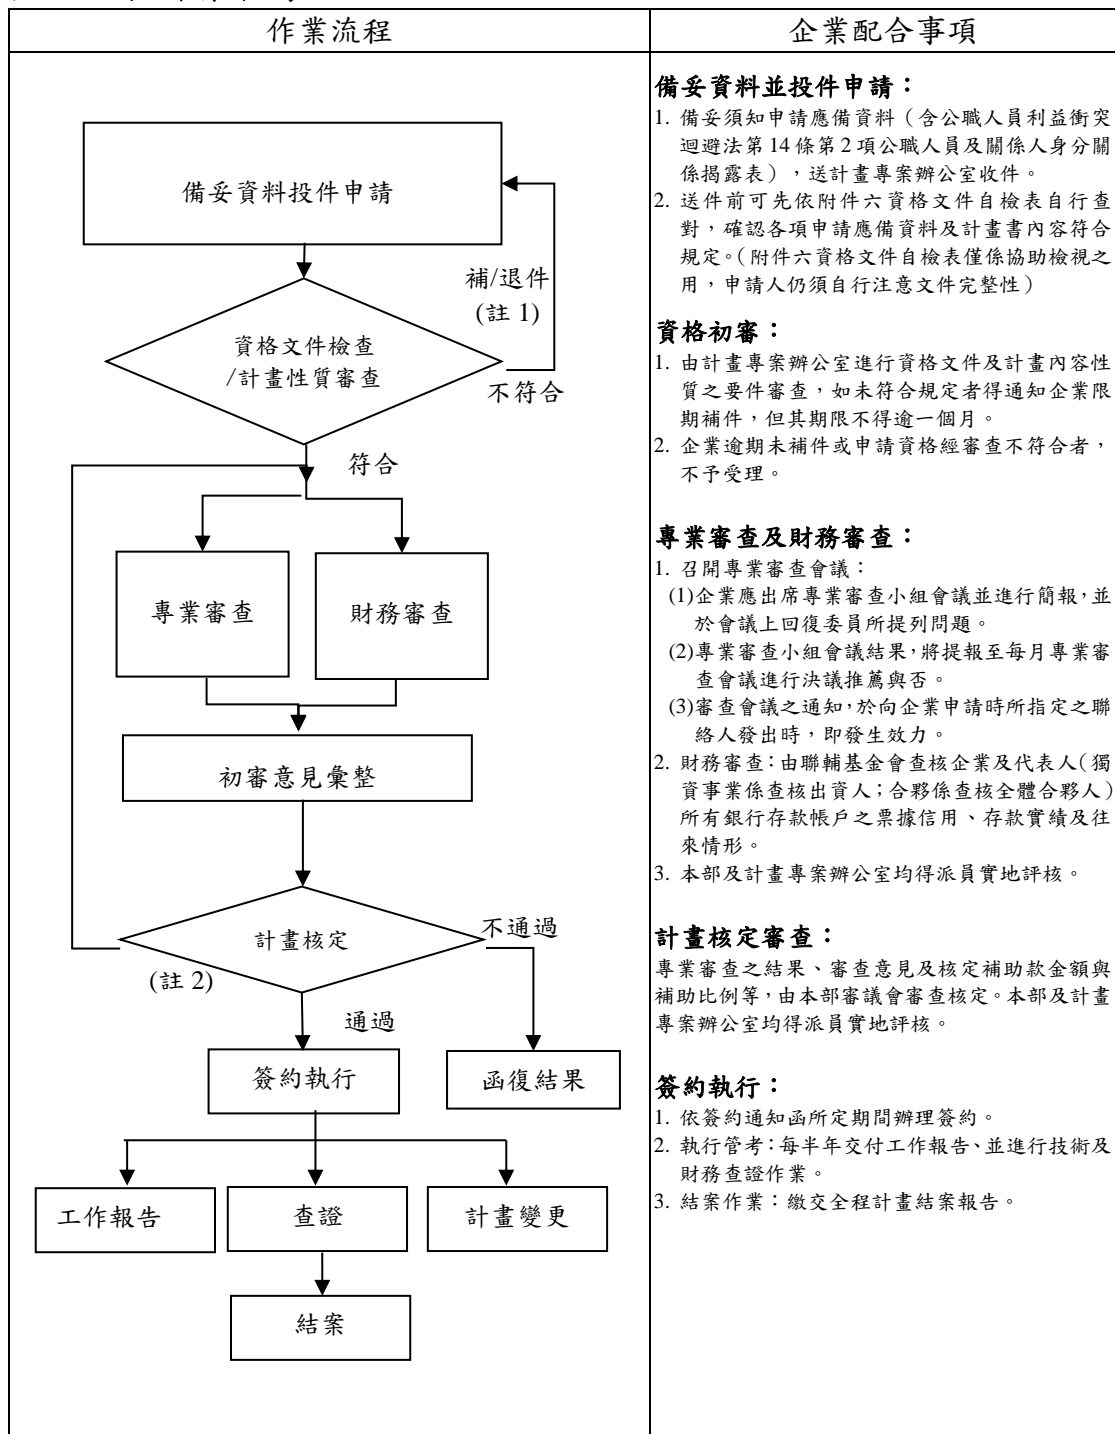 作業流程
企業配合事項
備妥資料投件申請
補/退件
(註 1)
資格文件檢查
/計畫性質審查
不符合
符合
專業審查
財務審查
初審意見彙整
計畫核定
不通過
(註 2)
通過
簽約執行
函復結果
工作報告
查證
計畫變更
結案
備妥資料並投件申請：
1. 備妥須知申請應備資料（含公職人員利益衝突
迴避法第 14 條第 2 項公職人員及關係人身分關
係揭露表），送計畫專案辦公室收件。
2. 送件前可先依附件六資格文件自檢表自行查
對，確認各項申請應備資料及計畫書內容符合
規定。（附件六資格文件自檢表僅係協助檢視之
用，申請人仍須自行注意文件完整性）
資格初審：
1. 由計畫專案辦公室進行資格文件及計畫內容性
質之要件審查，如未符合規定者得通知企業限
期補件，但其期限不得逾一個月。
2. 企業逾期未補件或申請資格經審查不符合者，
不予受理。
專業審查及財務審查：
1. 召開專業審查會議：
(1)企業應出席專業審查小組會議並進行簡報，並
於會議上回復委員所提列問題。
(2)專業審查小組會議結果，將提報至每月專業審
查會議進行決議推薦與否。
(3)審查會議之通知，於向企業申請時所指定之聯
絡人發出時，即發生效力。
2. 財務審查：由聯輔基金會查核企業及代表人（獨
資事業係查核出資人；合夥係查核全體合夥人）
所有銀行存款帳戶之票據信用、存款實績及往
來情形。
3. 本部及計畫專案辦公室均得派員實地評核。
計畫核定審查：
專業審查之結果、審查意見及核定補助款金額與
補助比例等，由本部審議會審查核定。本部及計畫
專案辦公室均得派員實地評核。
簽約執行：
1. 依簽約通知函所定期間辦理簽約。
2. 執行管考：每半年交付工作報告、並進行技術及
財務查證作業。
3. 結案作業：繳交全程計畫結案報告。